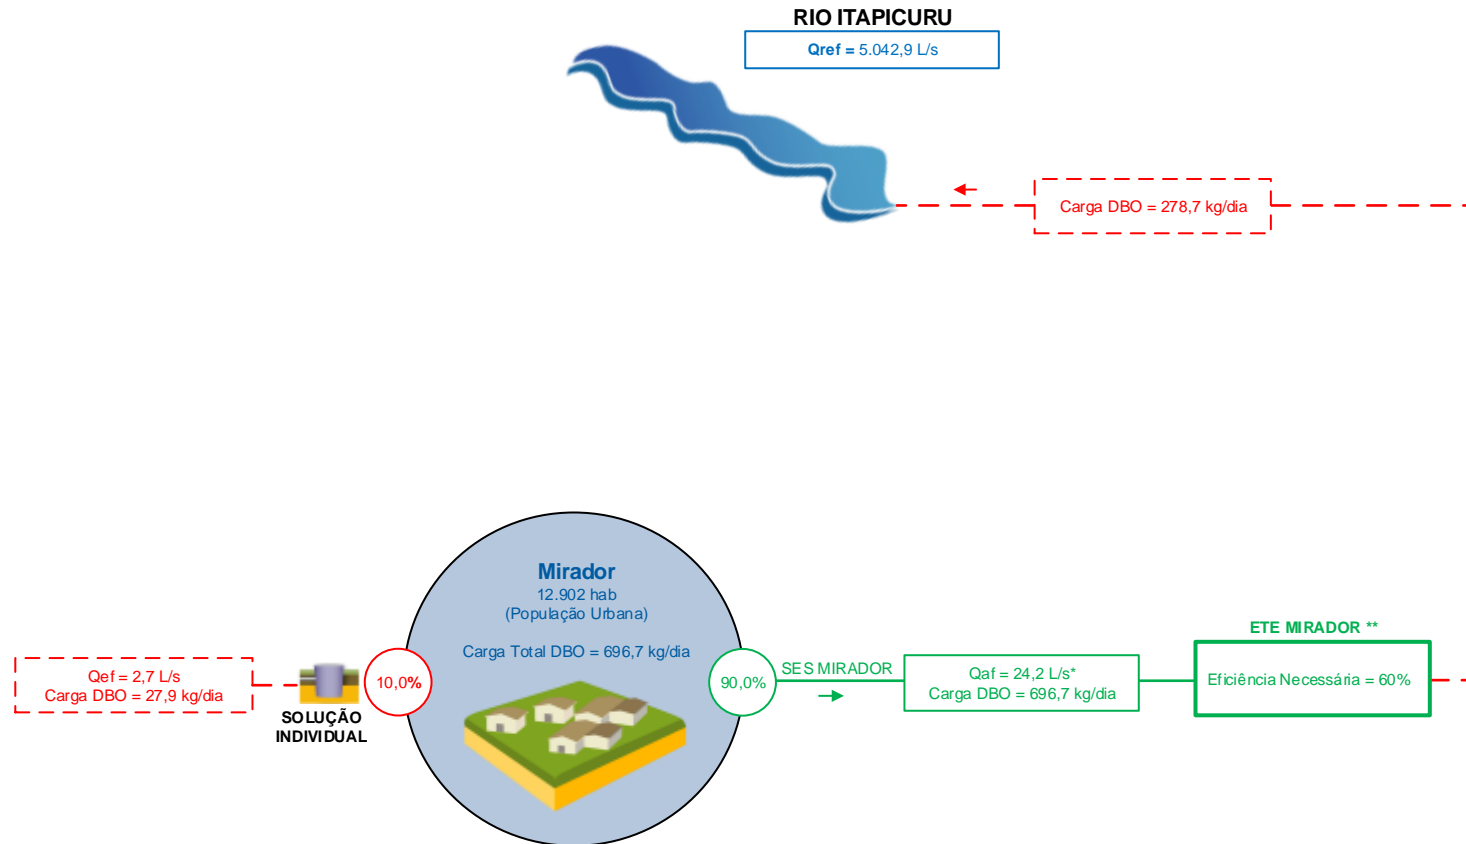 RIO ITAPICURU
Qref = 5.042,9 L/s
Carga DBO = 278,7 kg/dia
Mirador
12.902 hab
(População Urbana)
Carga Total DBO = 696,7 kg/dia
Qef = 2,7 L/s
Carga DBO = 27,9 kg/dia
SOLUÇÃO
INDIVIDUAL
10,0%
90,0%
SES MIRADOR
Qaf = 24,2 L/s*
Carga DBO = 696,7 kg/dia
ETE MIRADOR **
Eficiência Necessária = 60%